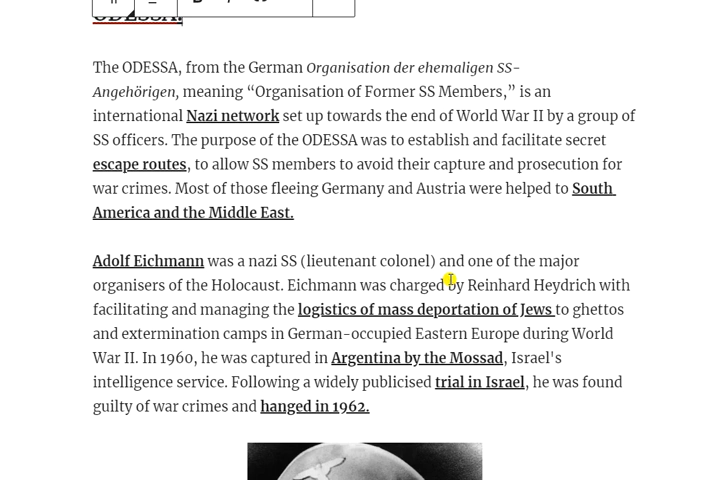 ODESSA.
The ODESSA, from the German Organisation der ehemaligen SS-
Angehörigen, meaning “Organisation of Former SS Members,” is an
international Nazi network set up towards the end of World War II by a group of
SS officers. The purpose of the ODESSA was to establish and facilitate secret
escape routes, to allow SS members to avoid their capture and prosecution for
war crimes. Most of those fleeing Germany and Austria were helped to South
America and the Middle East.
Adolf Eichmann was a nazi SS (lieutenant colonel) and one of the major
organisers of the Holocaust. Eichmann was charged by Reinhard Heydrich with
facilitating and managing the logistics of mass deportation of Jews to ghettos
and extermination camps in German-occupied Eastern Europe during World
War II. In 1960, he was captured in Argentina by the Mossad, Israel's
intelligence service. Following a widely publicised trial in Israel, he was found
guilty of war crimes and hanged in 1962.